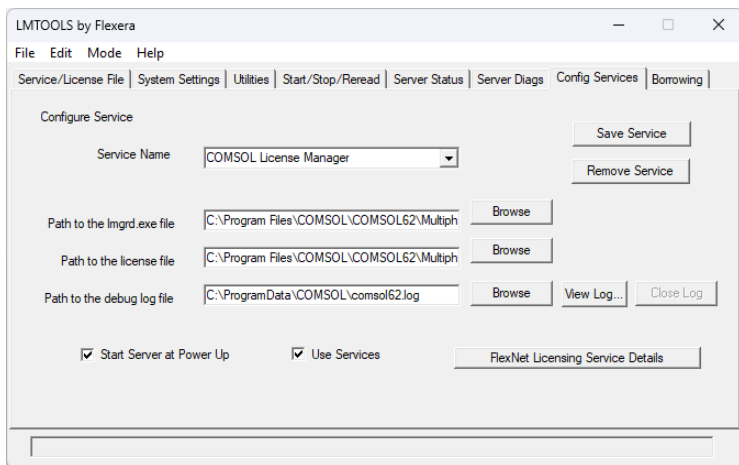 LMTOOLS by Flexera
File Edit Mode Help
Service/License File System Settings Utilities Start/Stop/Reread Server Status Server Diags Config Services Borrowing
Configure Service
Save Service
Service Name COMSOL License Manager
Remove Service
Path to the lmgrd.exe file C:\Program Files\COMSOL\COMSOL62\Multiph Browse
Path to the license file C:\Program Files\COMSOL\COMSOL62\Multiph Browse
Path to the debug log file C:\ProgramData\COMSOL\comsol62.log Browse View Log... Close Log
Start Server at Power Up Use Services FlexNet Licensing Service Details